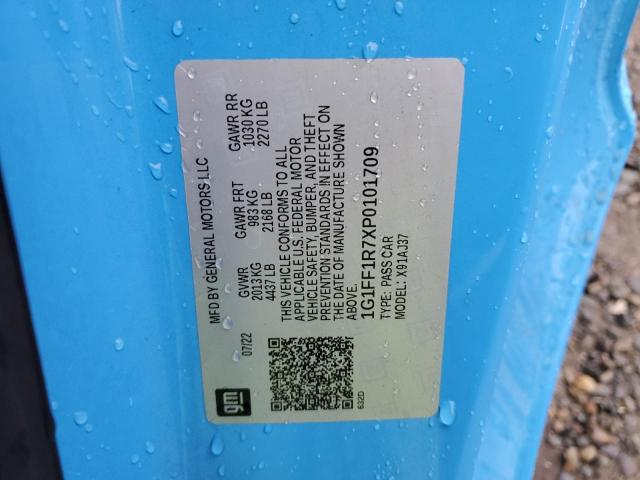 gm
MFD BY GENERAL MOTORS LLC
07/22
GVWR GAWR FRT GAWR RR
2013 KG 983 KG 1030 KG
4437 LB 2168 LB 2270 LB
THIS VEHICLE CONFORMS TO ALL
APPLICABLE U.S. FEDERAL MOTOR
VEHICLE SAFETY, BUMPER, AND THEFT
PREVENTION STANDARDS IN EFFECT ON
THE DATE OF MANUFACTURE SHOWN
ABOVE.
1G1FF1R7XP0101709
TYPE: PASS CAR
MODEL: X91AJ37
632D